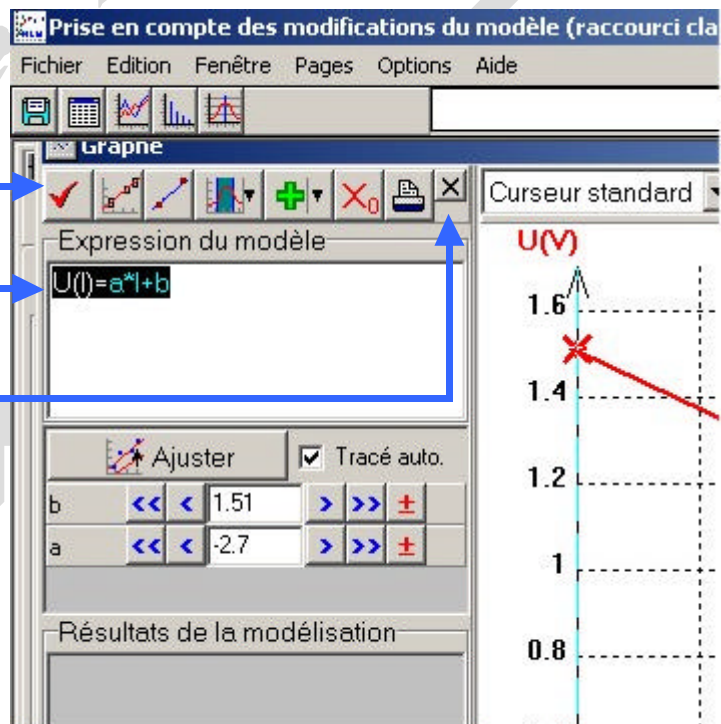 Prise en compte des modifications du modèle (raccourci cla
Fichier Edition Fenêtre Pages Options Aide
Graphe
Curseur standard
Expression du modèle
U(I)=a*I+b
U(V)
1.6
1.4
1.2
1
0.8
Ajuster Tracé auto.
b << < 1.51 > >> ±
a << < -2.7 > >> ±
Résultats de la modélisation